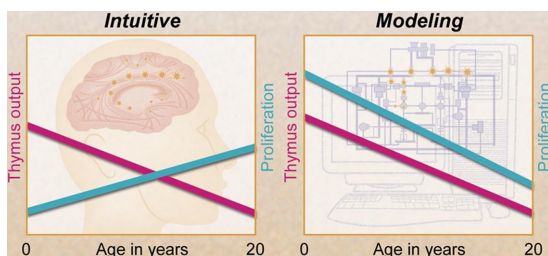 Intuitive
Thymus output
Proliferation
0 Age in years 20
Modeling
Thymus output
Proliferation
0 Age in years 20